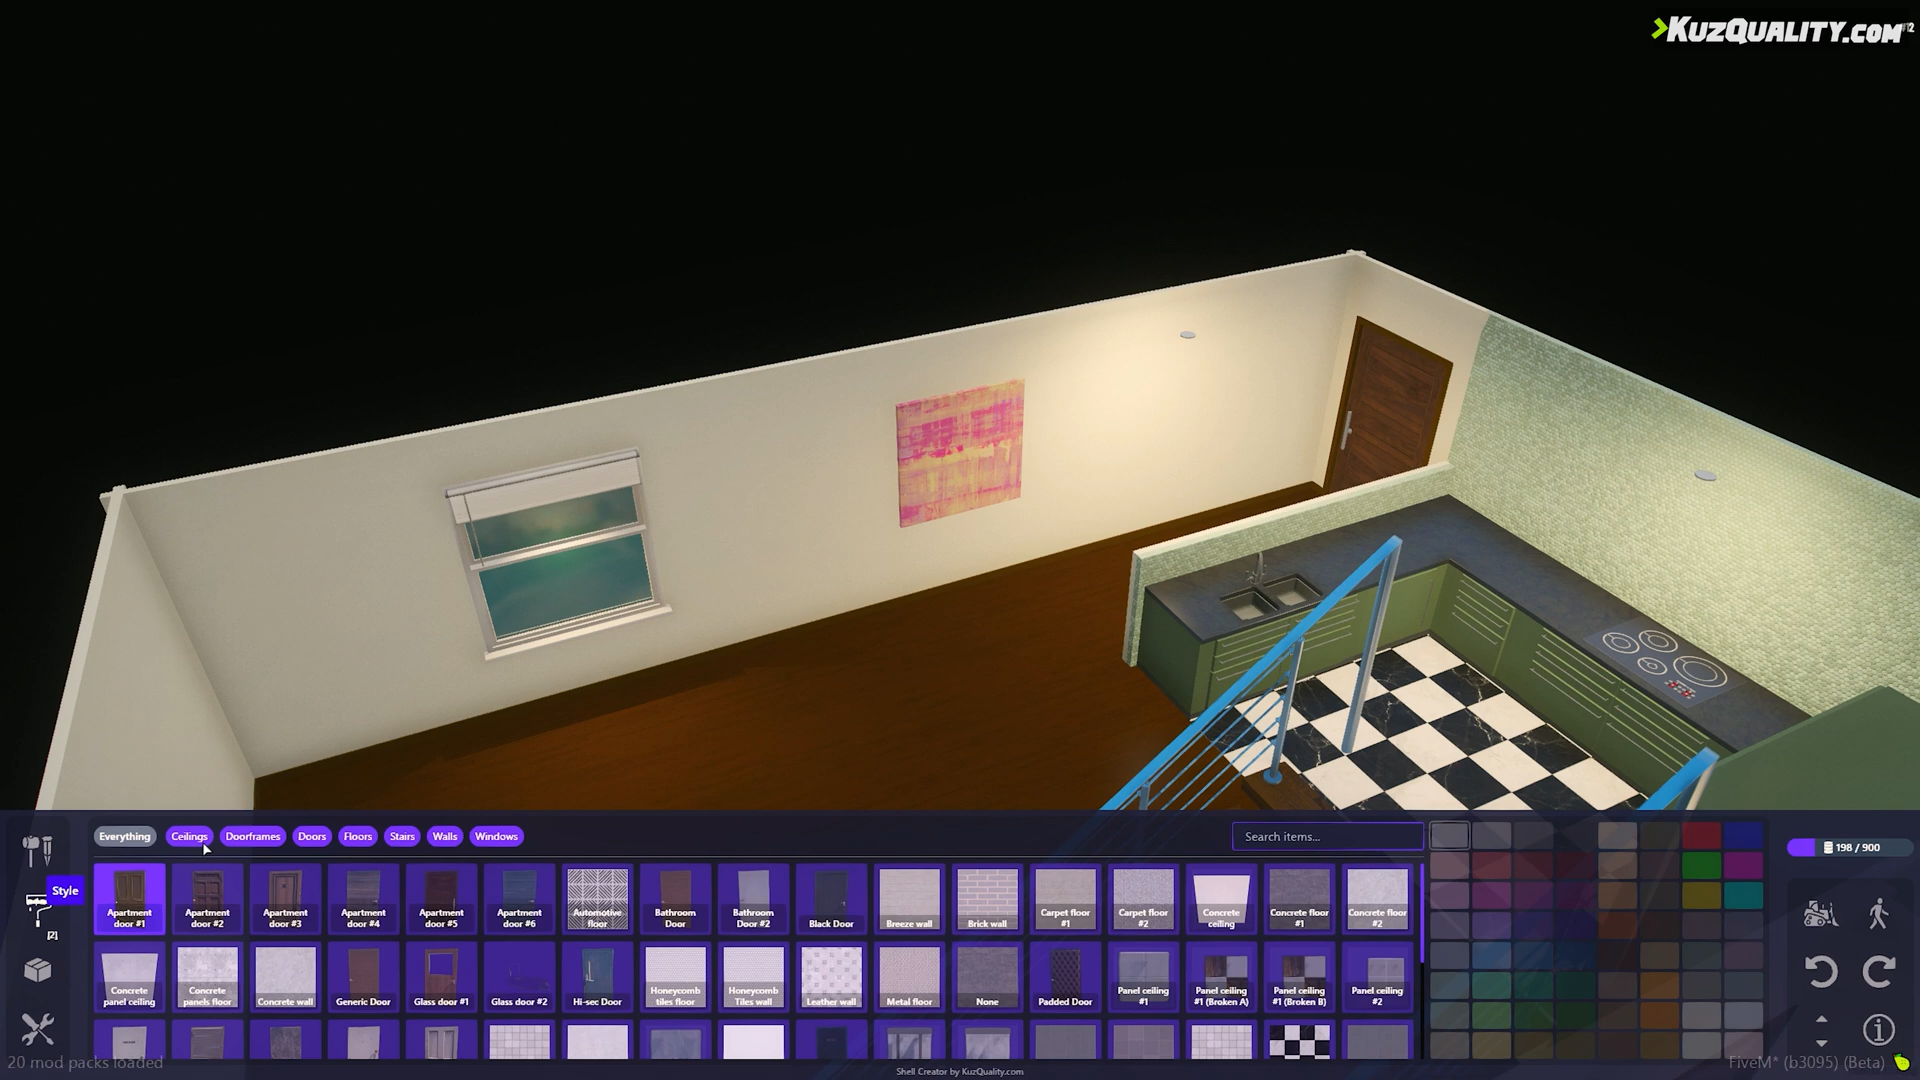 KuzQuality.com
Everything
Ceilings
Doorframes
Doors
Floors
Stairs
Walls
Windows
Search items...
198 / 900
Style
[2]
Apartment door #1
Apartment door #2
Apartment door #3
Apartment door #4
Apartment door #5
Apartment door #6
Automotive floor
Bathroom Door
Bathroom Door #2
Black Door
Breeze wall
Brick wall
Carpet floor #1
Carpet floor #2
Concrete ceiling
Concrete floor #1
Concrete floor #2
Concrete panel ceiling
Concrete panels floor
Concrete wall
Generic Door
Glass door #1
Glass door #2
Hi-sec Door
Honeycomb tiles floor
Honeycomb Tiles wall
Leather wall
Metal floor
None
Padded Door
Panel ceiling #1
Panel ceiling #1 (Broken A)
Panel ceiling #1 (Broken B)
Panel ceiling #2
20 mod packs loaded
Shell Creator by KuzQuality.com
FiveM* (b3095) (Beta)